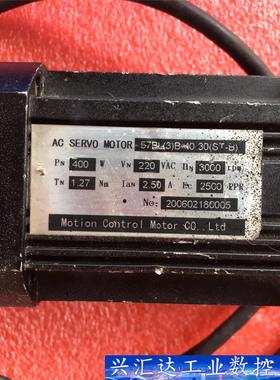 AC SERVO MOTOR 57BL(3)B-40 30(ST-B)
PN 400 W VN 220 VAC nN 3000 rpm
TN 1.27 Nm IaN 2.50 A Enc 2500 PPR
No: 200602180005
Motion Control Motor CO., Ltd
兴汇达工业数控